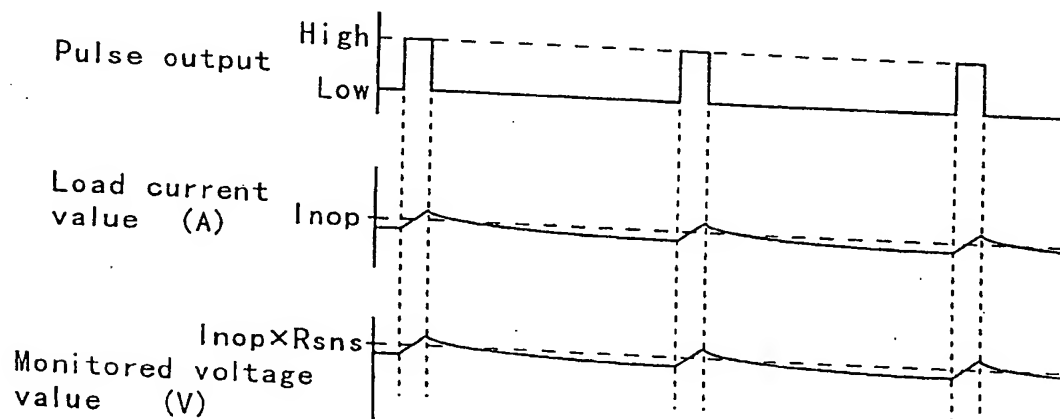 Pulse output
High
Low
Load current
value (A)
Inop
Inop×Rsns
Monitored voltage
value (V)